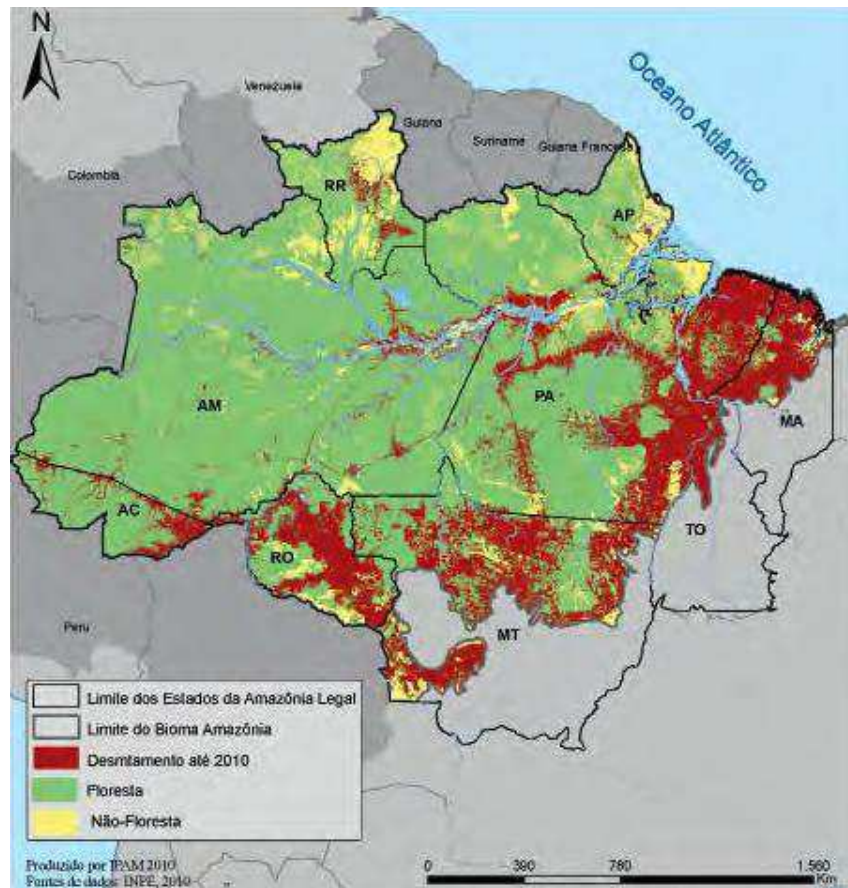 N
Oceano Atlântico
Venezuela
Guiana
Suriname
Guiana Francesa
Colombia
RR
AP
AM
PA
MA
AC
RO
TO
MT
Peru
Limite dos Estados da Amazônia Legal
Limite do Bioma Amazônia
Desmtamento até 2010
Floresta
Não-Floresta
Produzido por IPAM 2010
Fontes de dados: INPE, 2010
0 390 780 1.560
Km